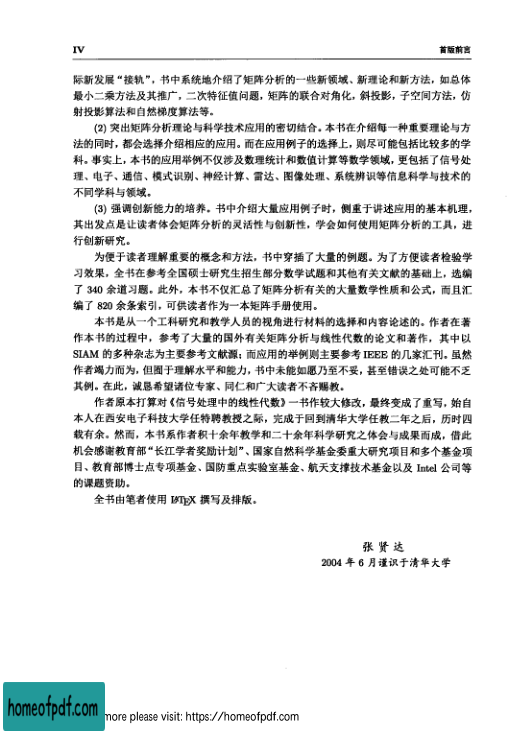 IV 首版前言
际新发展“接轨”，书中系统地介绍了矩阵分析的一些新领域、新理论和新方法，如总体
最小二乘方法及其推广，二次特征值问题，矩阵的联合对角化，斜投影，子空间方法，仿
射投影算法和自然梯度算法等。
(2) 突出矩阵分析理论与科学技术应用的密切结合。本书在介绍每一种重要理论与方
法的同时，都会选择介绍相应的应用。而在应用例子的选择上，则尽可能包括比较多的学
科。事实上，本书的应用举例不仅涉及数理统计和数值计算等数学领域，更包括了信号处
理、电子、通信、模式识别、神经计算、雷达、图像处理、系统辨识等信息科学与技术的
不同学科与领域。
(3) 强调创新能力的培养。书中介绍大量应用例子时，侧重于讲述应用的基本机理，
其出发点是让读者体会矩阵分析的灵活性与创新性，学会如何使用矩阵分析的工具，进
行创新研究。
为便于读者理解重要的概念和方法，书中穿插了大量的例题。为了方便读者检验学
习效果，全书在参考全国硕士研究生招生部分数学试题和其他有关文献的基础上，选编
了 340 余道习题。此外，本书不仅汇总了矩阵分析有关的大量数学性质和公式，而且汇
编了 820 余条索引，可供读者作为一本矩阵手册使用。
本书是从一个工科研究和教学人员的视角进行材料的选择和内容论述的。作者在著
作本书的过程中，参考了大量的国外有关矩阵分析与线性代数的论文和著作，其中以
SIAM 的多种杂志为主要参考文献源；而应用的举例则主要参考 IEEE 的几家汇刊。虽然
作者竭力而为，但囿于理解水平和能力，书中未能如愿乃至不妥，甚至错误之处可能不乏
其例。在此，诚恳希望诸位专家、同仁和广大读者不吝赐教。
作者原本打算对《信号处理中的线性代数》一书作较大修改，最终变成了重写，始自
本人在西安电子科技大学任特聘教授之际，完成于回到清华大学任教二年之后，历时四
载有余。然而，本书系作者积十余年教学和二十余年科学研究之体会与成果而成，借此
机会感谢教育部“长江学者奖励计划”、国家自然科学基金委重大研究项目和多个基金项
目、教育部博士点专项基金、国防重点实验室基金、航天支撑技术基金以及 Intel 公司等
的课题资助。
全书由笔者使用 LATEX 撰写及排版。
张贤达
2004 年 6 月谨识于清华大学
homeofpdf.com more please visit: https://homeofpdf.com